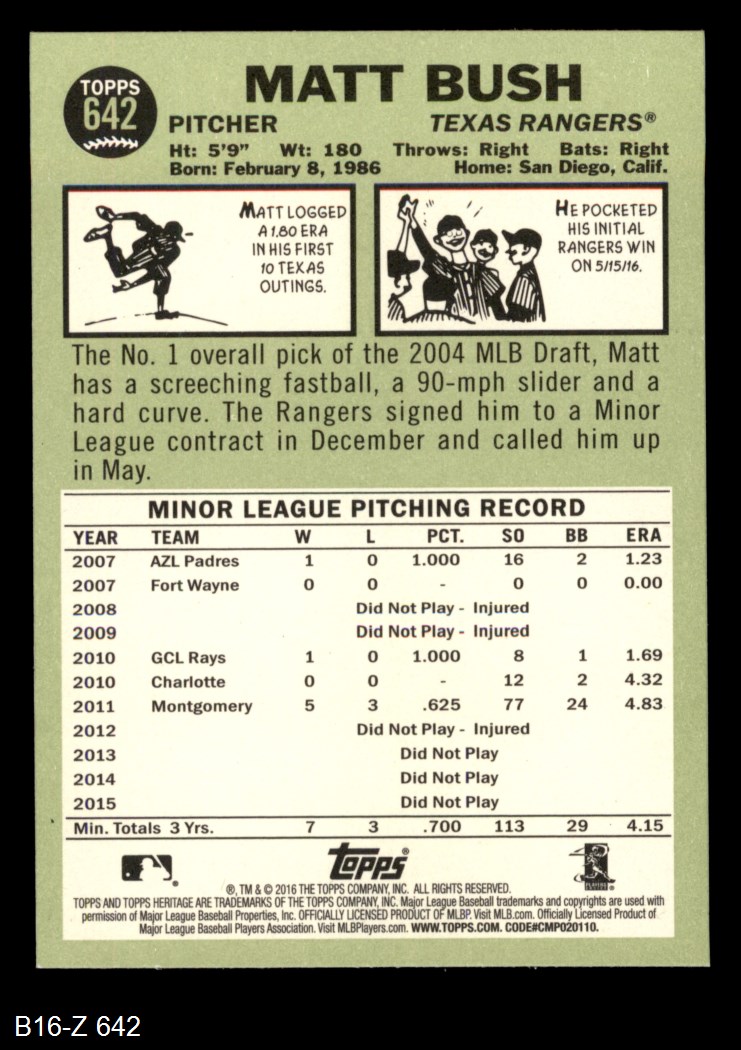 TOPPS
642
MATT BUSH
PITCHER
TEXAS RANGERS®
Ht: 5'9" Wt: 180 Throws: Right Bats: Right
Born: February 8, 1986 Home: San Diego, Calif.
MATT LOGGED
A 1.80 ERA
IN HIS FIRST
10 TEXAS
OUTINGS.
HE POCKETED
HIS INITIAL
RANGERS WIN
ON 5/15/16.
The No. 1 overall pick of the 2004 MLB Draft, Matt
has a screeching fastball, a 90-mph slider and a
hard curve. The Rangers signed him to a Minor
League contract in December and called him up
in May.
MINOR LEAGUE PITCHING RECORD
YEAR TEAM W L PCT. SO BB ERA
2007 AZL Padres 1 0 1.000 16 2 1.23
2007 Fort Wayne 0 0 - 0 0 0.00
2008 Did Not Play - Injured
2009 Did Not Play - Injured
2010 GCL Rays 1 0 1.000 8 1 1.69
2010 Charlotte 0 0 - 12 2 4.32
2011 Montgomery 5 3 .625 77 24 4.83
2012 Did Not Play - Injured
2013 Did Not Play
2014 Did Not Play
2015 Did Not Play
Min. Totals 3 Yrs. 7 3 .700 113 29 4.15
Topps®
®, TM & © 2016 THE TOPPS COMPANY, INC. ALL RIGHTS RESERVED.
TOPPS AND TOPPS HERITAGE ARE TRADEMARKS OF THE TOPPS COMPANY, INC. Major League Baseball trademarks and copyrights are used with
permission of Major League Baseball Properties, Inc. OFFICIALLY LICENSED PRODUCT OF MLBP. Visit MLB.com. Officially Licensed Product of
Major League Baseball Players Association. Visit MLBPlayers.com. WWW.TOPPS.COM. CODE#CMP020110.
B16-Z 642